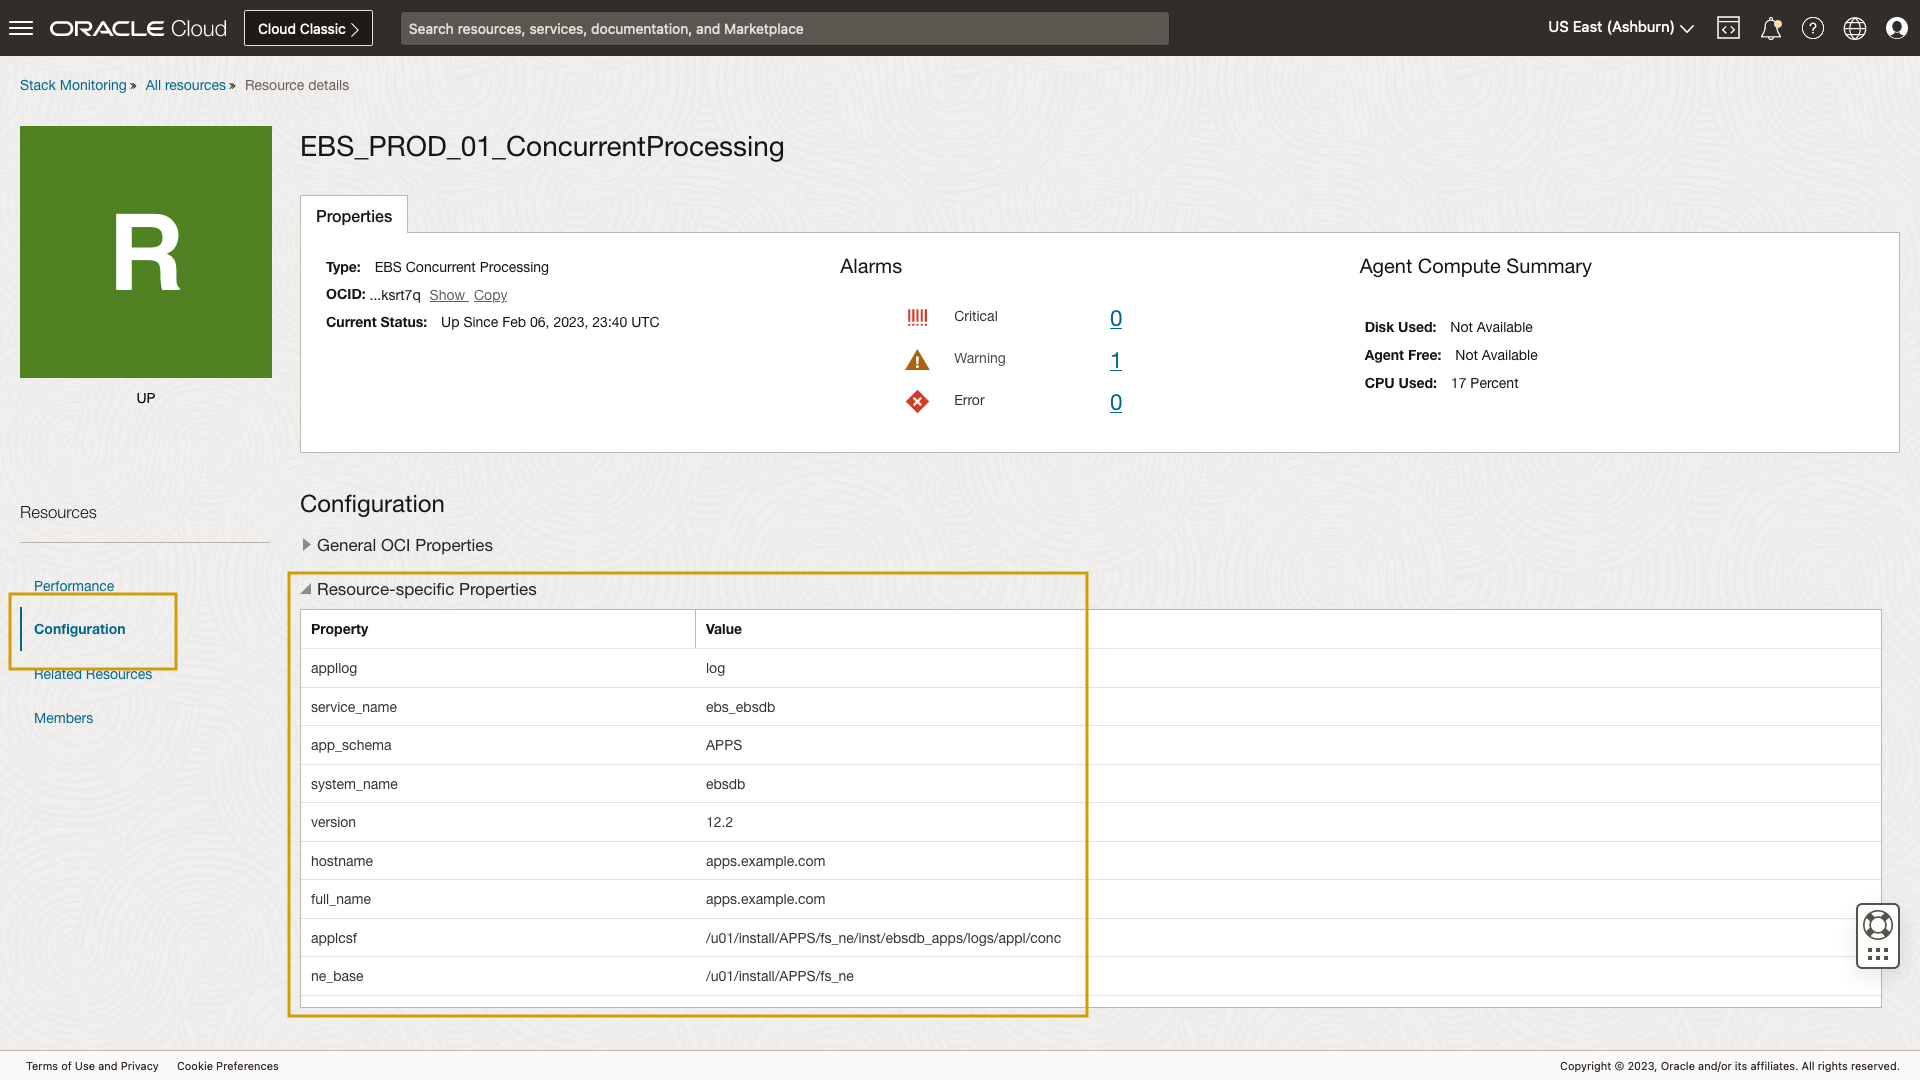 ORACLE Cloud
Cloud Classic
Search resources, services, documentation, and Marketplace
US East (Ashburn)
Stack Monitoring » All resources » Resource details
R
UP
EBS_PROD_01_ConcurrentProcessing
Properties
Type: EBS Concurrent Processing
OCID: ...ksrt7q Show Copy
Current Status: Up Since Feb 06, 2023, 23:40 UTC
Alarms
Critical 0
Warning 1
Error 0
Agent Compute Summary
Disk Used: Not Available
Agent Free: Not Available
CPU Used: 17 Percent
Resources
Performance
Configuration
Related Resources
Members
Configuration
General OCI Properties
Resource-specific Properties
Property Value
appllog log
service_name ebs_ebsdb
app_schema APPS
system_name ebsdb
version 12.2
hostname apps.example.com
full_name apps.example.com
applcsf /u01/install/APPS/fs_ne/inst/ebsdb_apps/logs/appl/conc
ne_base /u01/install/APPS/fs_ne
Terms of Use and Privacy Cookie Preferences
Copyright © 2023, Oracle and/or its affiliates. All rights reserved.